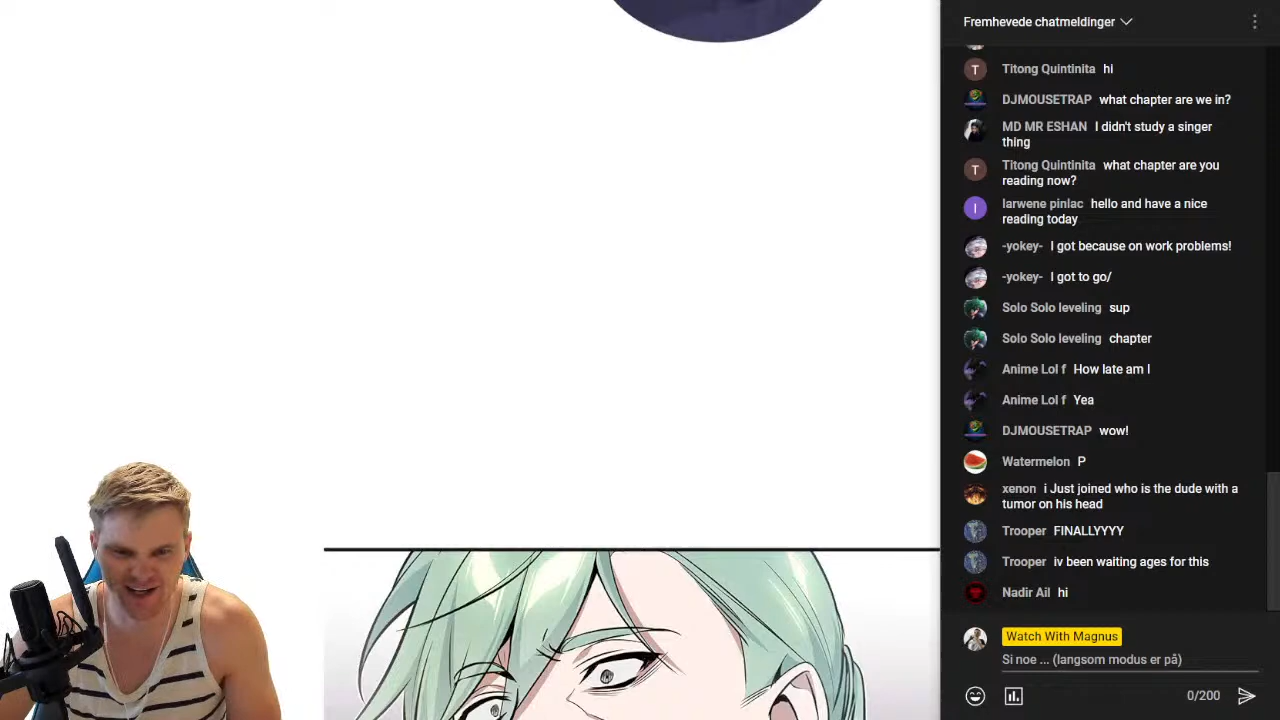 Fremhevede chatmeldinger
T Titong Quintinita hi
DJMOUSETRAP what chapter are we in?
MD MR ESHAN I didn't study a singer
thing
T Titong Quintinita what chapter are you
reading now?
I Iarwene pinlac hello and have a nice
reading today
-yokey- I got because on work problems!
-yokey- I got to go/
Solo Solo leveling sup
Solo Solo leveling chapter
Anime Lol f How late am I
Anime Lol f Yea
DJMOUSETRAP wow!
Watermelon P
xenon i Just joined who is the dude with a
tumor on his head
Trooper FINALLYYYY
Trooper iv been waiting ages for this
Nadir Ail hi
Watch With Magnus
Si noe ... (langsom modus er på)
0/200